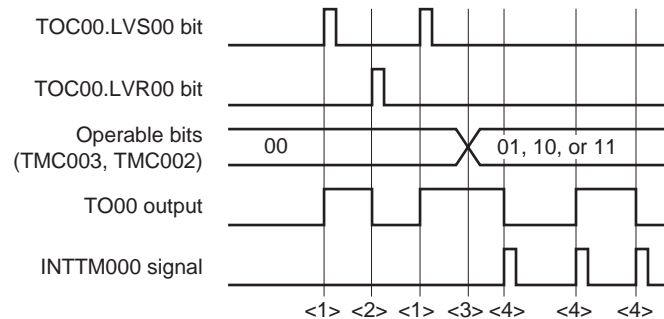 TOC00.LVS00 bit
TOC00.LVR00 bit
Operable bits
(TMC003, TMC002)
00
01, 10, or 11
TO00 output
INTTM000 signal
<1> <2> <1> <3> <4> <4> <4>